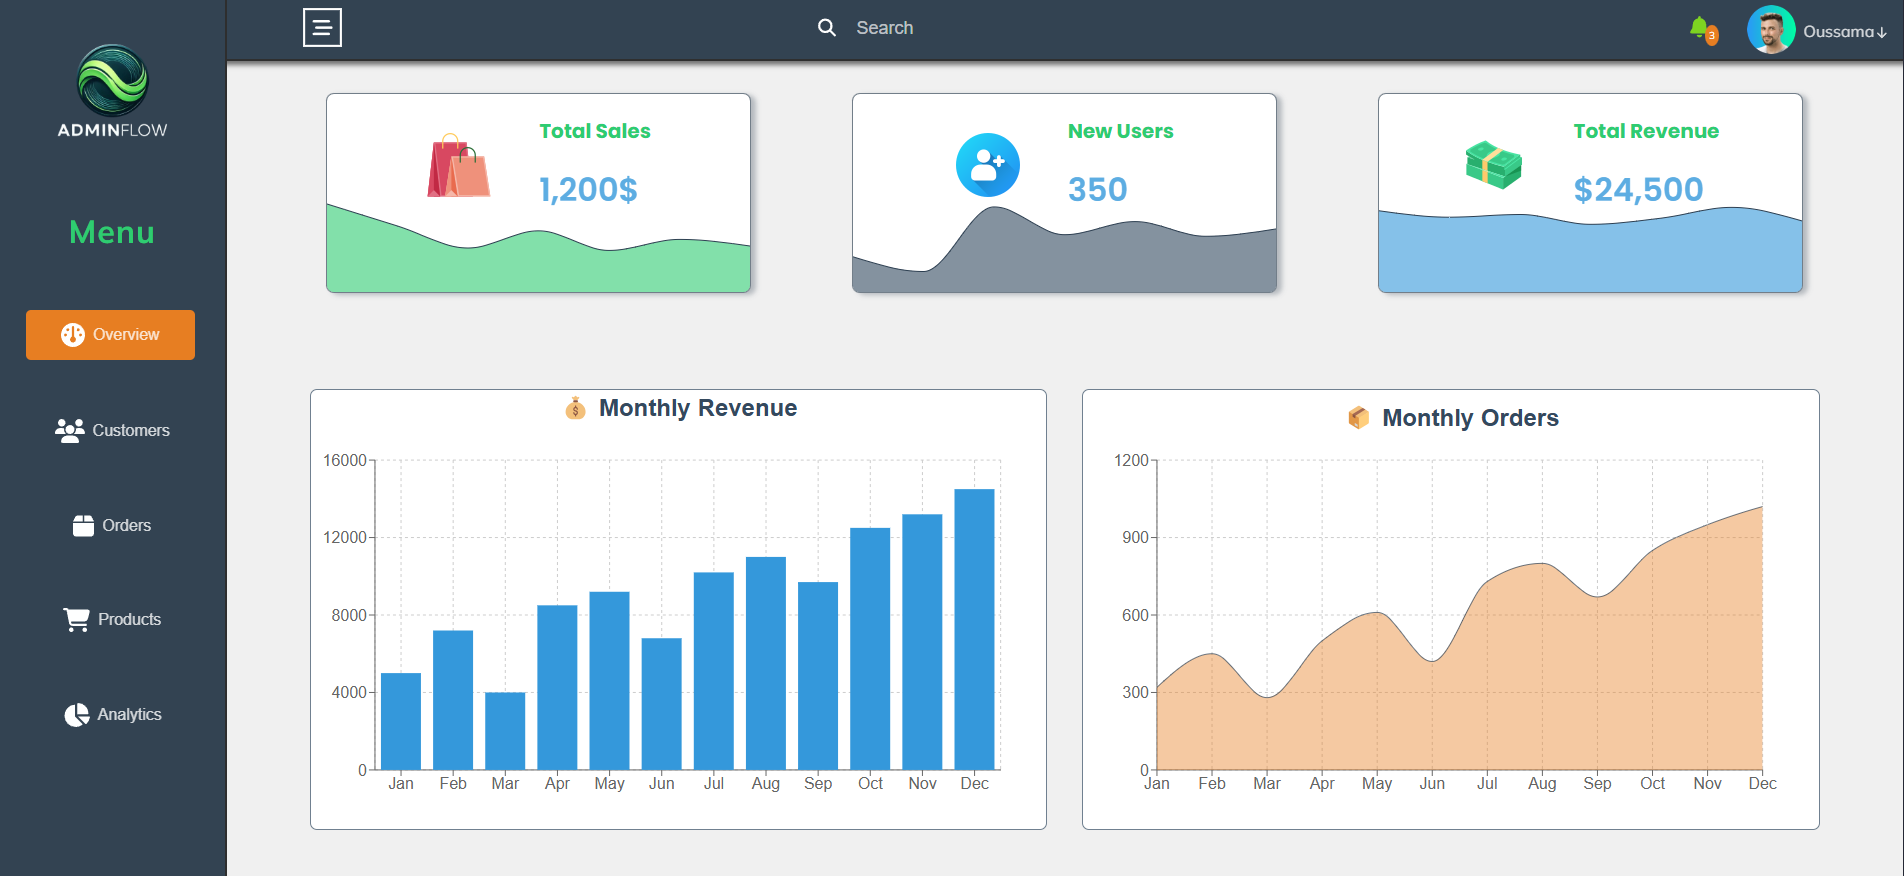 ADMINFLOW
Menu
Overview
Customers
Orders
Products
Analytics
Search
3
Oussama↓
Total Sales
1,200$
New Users
350
Total Revenue
$24,500
Monthly Revenue
16000
12000
8000
4000
0
Jan Feb Mar Apr May Jun Jul Aug Sep Oct Nov Dec
Monthly Orders
1200
900
600
300
0
Jan Feb Mar Apr May Jun Jul Aug Sep Oct Nov Dec